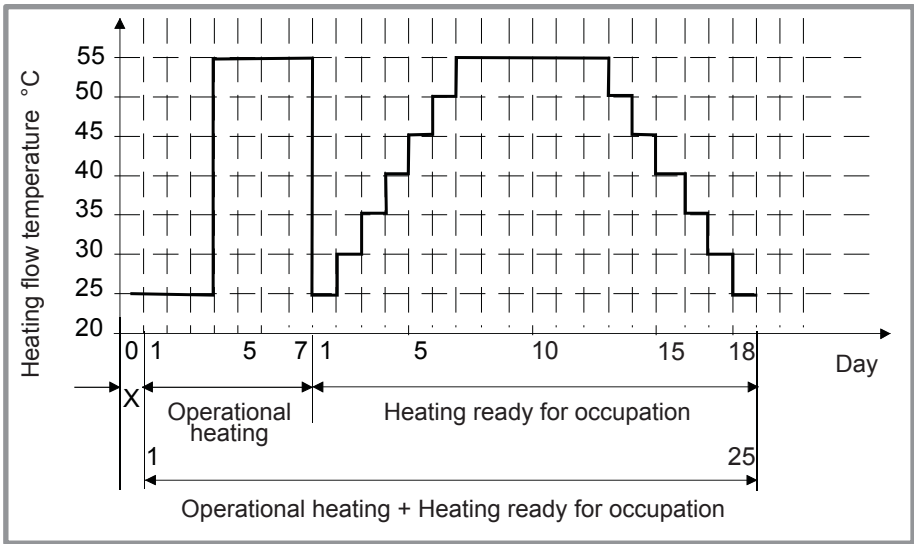 Heating flow temperature °C
55
50
45
40
35
30
25
20
0 1 5 7 1 5 10 15 18
Day
X
Operational
heating
Heating ready for occupation
1 25
Operational heating + Heating ready for occupation